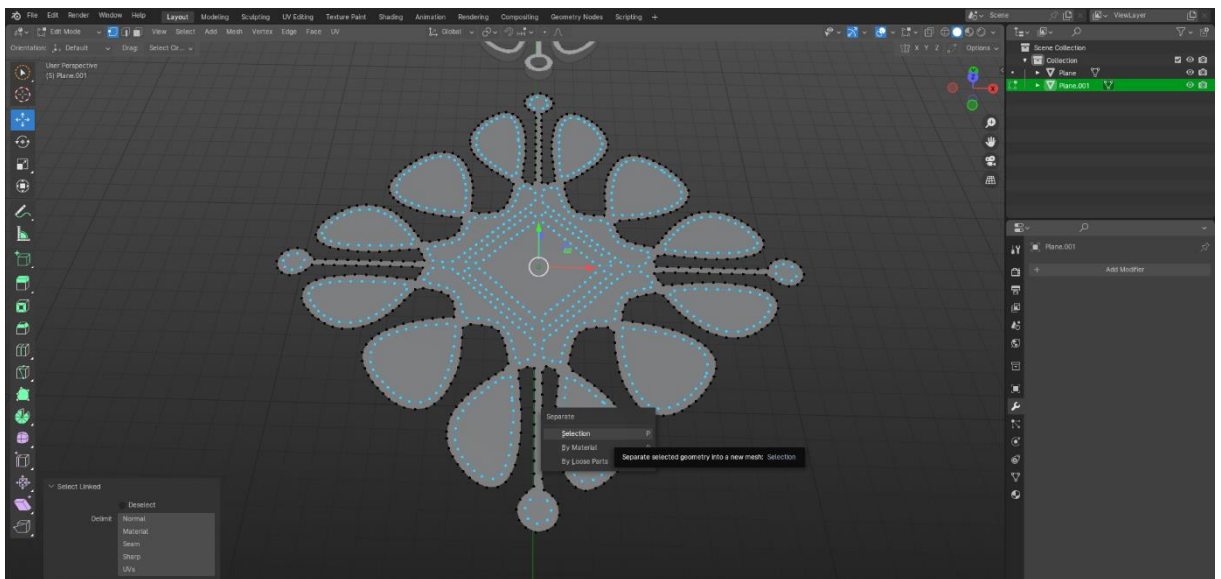 File Edit Render Window Help Layout Modeling Sculpting UV Editing Texture Paint Shading Animation Rendering Compositing Geometry Nodes Scripting + Scene ViewLayer
Edit Mode View Select Add Mesh Vertex Edge Face UV Global
Orientation: Default Drag: Select Cir... X Y Z Options
User Perspective
(5) Plane.001
Scene Collection
Collection
Plane
Plane.001
Plane.001
+ Add Modifier
Separate
Selection P
By Material
By Loose Parts
Separate selected geometry into a new mesh: Selection
Select Linked
Deselect
Delimit Normal
Material
Seam
Sharp
UVs